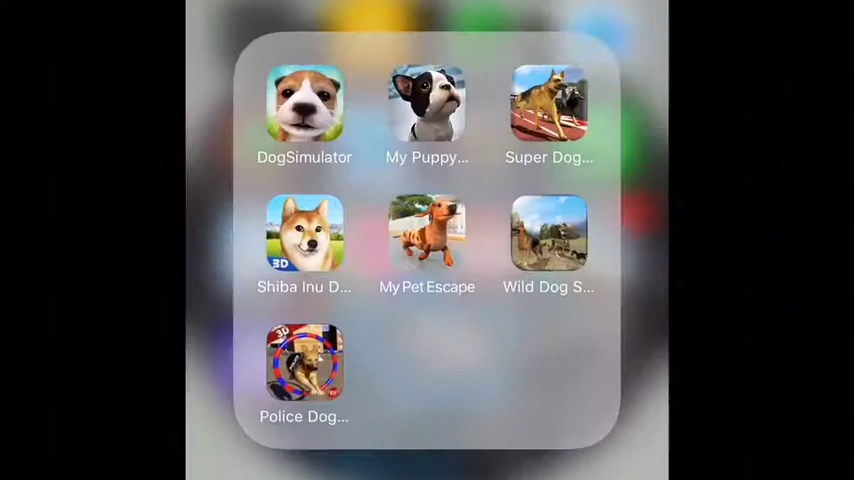 DogSimulator
My Puppy...
Super Dog...
3D
Shiba Inu D...
My Pet Escape
Wild Dog S...
3D
Police Dog...